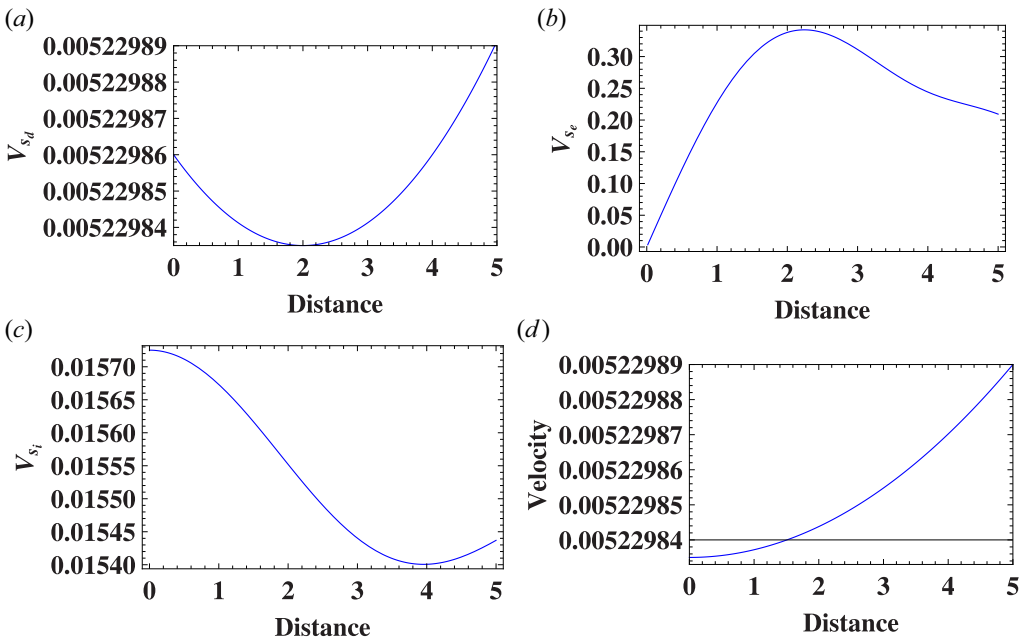 (a)
0.00522989
0.00522988
0.00522987
0.00522986
0.00522985
0.00522984
V_{s_d}
0 1 2 3 4 5
Distance
(b)
0.30
0.25
0.20
0.15
0.10
0.05
0.00
V_{s_e}
0 1 2 3 4 5
Distance
(c)
0.01570
0.01565
0.01560
0.01555
0.01550
0.01545
0.01540
V_{s_i}
0 1 2 3 4 5
Distance
(d)
0.00522989
0.00522988
0.00522987
0.00522986
0.00522985
0.00522984
Velocity
0 1 2 3 4 5
Distance